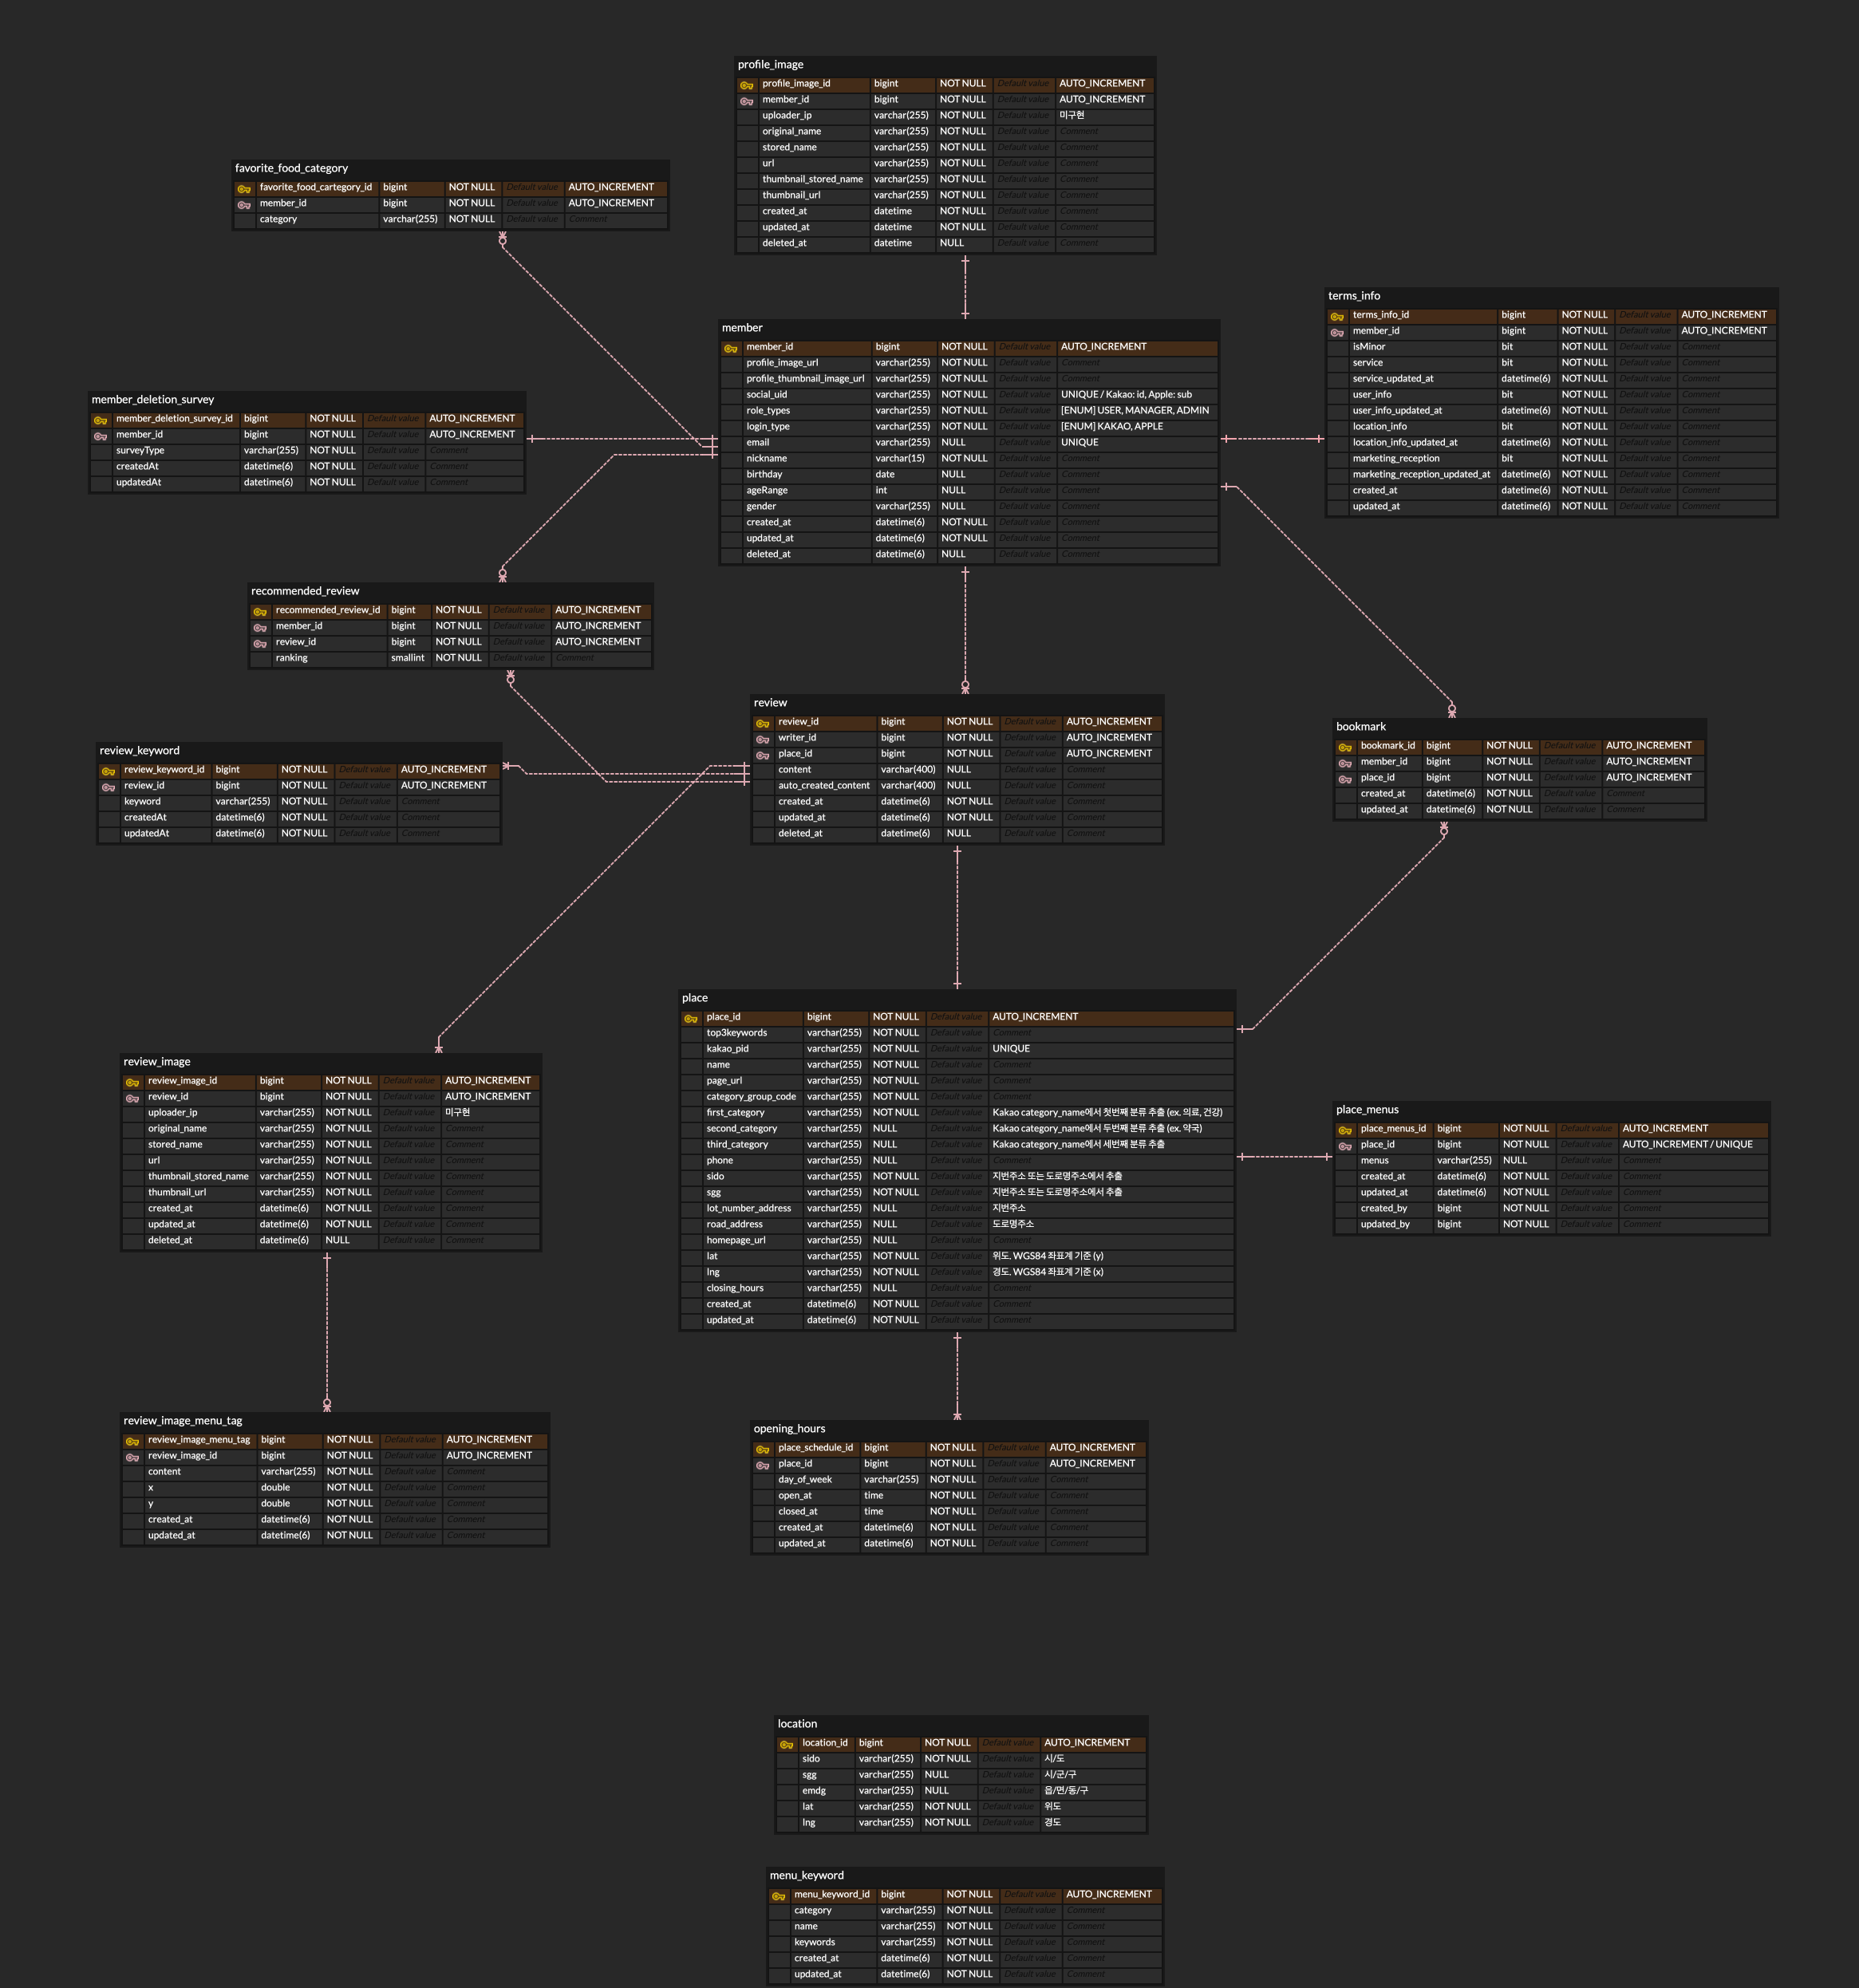 profile_image
profile_image_id bigint NOT NULL Default value AUTO_INCREMENT
member_id bigint NOT NULL Default value AUTO_INCREMENT
uploader_ip varchar(255) NOT NULL Default value 미구현
original_name varchar(255) NOT NULL Default value Comment
stored_name varchar(255) NOT NULL Default value Comment
url varchar(255) NOT NULL Default value Comment
thumbnail_stored_name varchar(255) NOT NULL Default value Comment
thumbnail_url varchar(255) NOT NULL Default value Comment
created_at datetime NOT NULL Default value Comment
updated_at datetime NOT NULL Default value Comment
deleted_at datetime NULL Default value Comment
favorite_food_category
favorite_food_cartegory_id bigint NOT NULL Default value AUTO_INCREMENT
member_id bigint NOT NULL Default value AUTO_INCREMENT
category varchar(255) NOT NULL Default value Comment
terms_info
terms_info_id bigint NOT NULL Default value AUTO_INCREMENT
member_id bigint NOT NULL Default value AUTO_INCREMENT
isMinor bit NOT NULL Default value Comment
service bit NOT NULL Default value Comment
service_updated_at datetime(6) NOT NULL Default value Comment
user_info bit NOT NULL Default value Comment
user_info_updated_at datetime(6) NOT NULL Default value Comment
location_info bit NOT NULL Default value Comment
location_info_updated_at datetime(6) NOT NULL Default value Comment
marketing_reception bit NOT NULL Default value Comment
marketing_reception_updated_at datetime(6) NOT NULL Default value Comment
created_at datetime(6) NOT NULL Default value Comment
updated_at datetime(6) NOT NULL Default value Comment
member
member_id bigint NOT NULL Default value AUTO_INCREMENT
profile_image_url varchar(255) NOT NULL Default value Comment
profile_thumbnail_image_url varchar(255) NOT NULL Default value Comment
social_uid varchar(255) NOT NULL Default value UNIQUE / Kakao: id, Apple: sub
role_types varchar(255) NOT NULL Default value [ENUM] USER, MANAGER, ADMIN
login_type varchar(255) NOT NULL Default value [ENUM] KAKAO, APPLE
email varchar(255) NULL Default value UNIQUE
nickname varchar(15) NOT NULL Default value Comment
birthday date NULL Default value Comment
ageRange int NULL Default value Comment
gender varchar(255) NULL Default value Comment
created_at datetime(6) NOT NULL Default value Comment
updated_at datetime(6) NOT NULL Default value Comment
deleted_at datetime(6) NULL Default value Comment
member_deletion_survey
member_deletion_survey_id bigint NOT NULL Default value AUTO_INCREMENT
member_id bigint NOT NULL Default value AUTO_INCREMENT
surveyType varchar(255) NOT NULL Default value Comment
createdAt datetime(6) NOT NULL Default value Comment
updatedAt datetime(6) NOT NULL Default value Comment
recommended_review
recommended_review_id bigint NOT NULL Default value AUTO_INCREMENT
member_id bigint NOT NULL Default value AUTO_INCREMENT
review_id bigint NOT NULL Default value AUTO_INCREMENT
ranking smallint NOT NULL Default value Comment
review
review_id bigint NOT NULL Default value AUTO_INCREMENT
writer_id bigint NOT NULL Default value AUTO_INCREMENT
place_id bigint NOT NULL Default value AUTO_INCREMENT
content varchar(400) NULL Default value Comment
auto_created_content varchar(400) NULL Default value Comment
created_at datetime(6) NOT NULL Default value Comment
updated_at datetime(6) NOT NULL Default value Comment
deleted_at datetime(6) NULL Default value Comment
bookmark
bookmark_id bigint NOT NULL Default value AUTO_INCREMENT
member_id bigint NOT NULL Default value AUTO_INCREMENT
place_id bigint NOT NULL Default value AUTO_INCREMENT
created_at datetime(6) NOT NULL Default value Comment
updated_at datetime(6) NOT NULL Default value Comment
review_keyword
review_keyword_id bigint NOT NULL Default value AUTO_INCREMENT
review_id bigint NOT NULL Default value AUTO_INCREMENT
keyword varchar(255) NOT NULL Default value Comment
createdAt datetime(6) NOT NULL Default value Comment
updatedAt datetime(6) NOT NULL Default value Comment
place
place_id bigint NOT NULL Default value AUTO_INCREMENT
top3keywords varchar(255) NOT NULL Default value Comment
kakao_pid varchar(255) NOT NULL Default value UNIQUE
name varchar(255) NOT NULL Default value Comment
page_url varchar(255) NOT NULL Default value Comment
category_group_code varchar(255) NOT NULL Default value Comment
first_category varchar(255) NOT NULL Default value Kakao category_name에서 첫번째 분류 추출 (ex. 의료, 건강)
second_category varchar(255) NULL Default value Kakao category_name에서 두번째 분류 추출 (ex. 약국)
third_category varchar(255) NULL Default value Kakao category_name에서 세번째 분류 추출
phone varchar(255) NULL Default value Comment
sido varchar(255) NOT NULL Default value 지번주소 또는 도로명주소에서 추출
sgg varchar(255) NOT NULL Default value 지번주소 또는 도로명주소에서 추출
lot_number_address varchar(255) NULL Default value 지번주소
road_address varchar(255) NULL Default value 도로명주소
homepage_url varchar(255) NULL Default value Comment
lat varchar(255) NOT NULL Default value 위도. WGS84 좌표계 기준 (y)
lng varchar(255) NOT NULL Default value 경도. WGS84 좌표계 기준 (x)
closing_hours varchar(255) NULL Default value Comment
created_at datetime(6) NOT NULL Default value Comment
updated_at datetime(6) NOT NULL Default value Comment
review_image
review_image_id bigint NOT NULL Default value AUTO_INCREMENT
review_id bigint NOT NULL Default value AUTO_INCREMENT
uploader_ip varchar(255) NOT NULL Default value 미구현
original_name varchar(255) NOT NULL Default value Comment
stored_name varchar(255) NOT NULL Default value Comment
url varchar(255) NOT NULL Default value Comment
thumbnail_stored_name varchar(255) NOT NULL Default value Comment
thumbnail_url varchar(255) NOT NULL Default value Comment
created_at datetime(6) NOT NULL Default value Comment
updated_at datetime(6) NOT NULL Default value Comment
deleted_at datetime(6) NULL Default value Comment
place_menus
place_menus_id bigint NOT NULL Default value AUTO_INCREMENT
place_id bigint NOT NULL Default value AUTO_INCREMENT / UNIQUE
menus varchar(255) NULL Default value Comment
created_at datetime(6) NOT NULL Default value Comment
updated_at datetime(6) NOT NULL Default value Comment
created_by bigint NOT NULL Default value Comment
updated_by bigint NOT NULL Default value Comment
review_image_menu_tag
review_image_menu_tag bigint NOT NULL Default value AUTO_INCREMENT
review_image_id bigint NOT NULL Default value AUTO_INCREMENT
content varchar(255) NOT NULL Default value Comment
x double NOT NULL Default value Comment
y double NOT NULL Default value Comment
created_at datetime(6) NOT NULL Default value Comment
updated_at datetime(6) NOT NULL Default value Comment
opening_hours
place_schedule_id bigint NOT NULL Default value AUTO_INCREMENT
place_id bigint NOT NULL Default value AUTO_INCREMENT
day_of_week varchar(255) NOT NULL Default value Comment
open_at time NOT NULL Default value Comment
closed_at time NOT NULL Default value Comment
created_at datetime(6) NOT NULL Default value Comment
updated_at datetime(6) NOT NULL Default value Comment
location
location_id bigint NOT NULL Default value AUTO_INCREMENT
sido varchar(255) NOT NULL Default value 시/도
sgg varchar(255) NULL Default value 시/군/구
emdg varchar(255) NULL Default value 읍/면/동/구
lat varchar(255) NOT NULL Default value 위도
lng varchar(255) NOT NULL Default value 경도
menu_keyword
menu_keyword_id bigint NOT NULL Default value AUTO_INCREMENT
category varchar(255) NOT NULL Default value Comment
name varchar(255) NOT NULL Default value Comment
keywords varchar(255) NOT NULL Default value Comment
created_at datetime(6) NOT NULL Default value Comment
updated_at datetime(6) NOT NULL Default value Comment